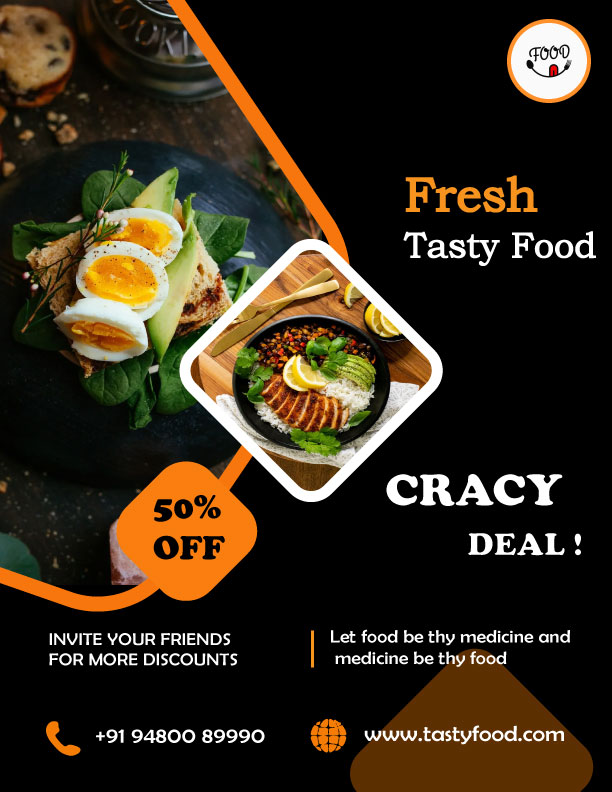 COOKIES
FOOD
Fresh
Tasty Food
50%
OFF
CRACY
DEAL !
INVITE YOUR FRIENDS
FOR MORE DISCOUNTS
Let food be thy medicine and
medicine be thy food
+91 94800 89990
www.tastyfood.com